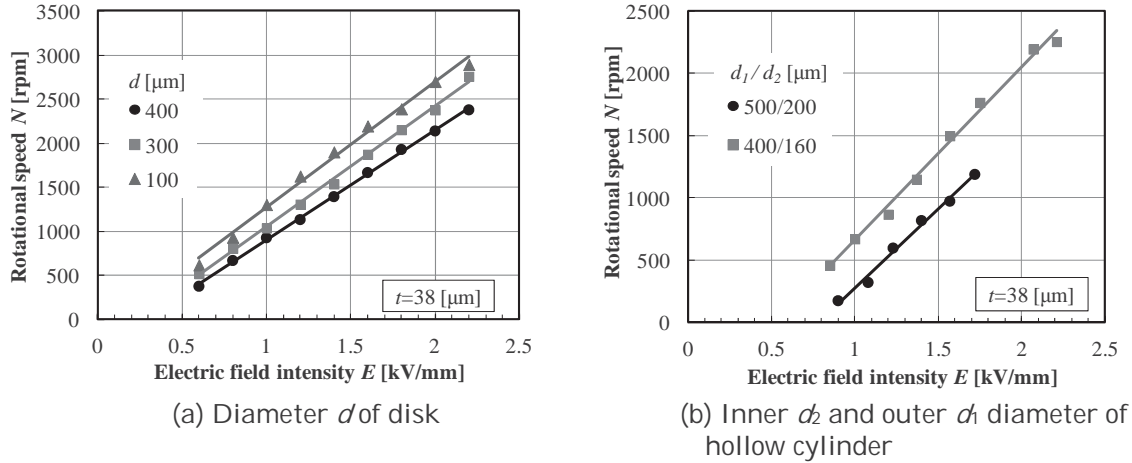 3500
3000
2500
2000
1500
1000
500
0
Rotational speed N [rpm]
d [μm]
400
300
100
t=38 [μm]
0 0.5 1 1.5 2 2.5
Electric field intensity E [kV/mm]
(a) Diameter d of disk
2500
2000
1500
1000
500
0
Rotational speed N [rpm]
d1/ d2 [μm]
500/200
400/160
t=38 [μm]
0 0.5 1 1.5 2 2.5
Electric field intensity E [kV/mm]
(b) Inner d2 and outer d1 diameter of
hollow cylinder